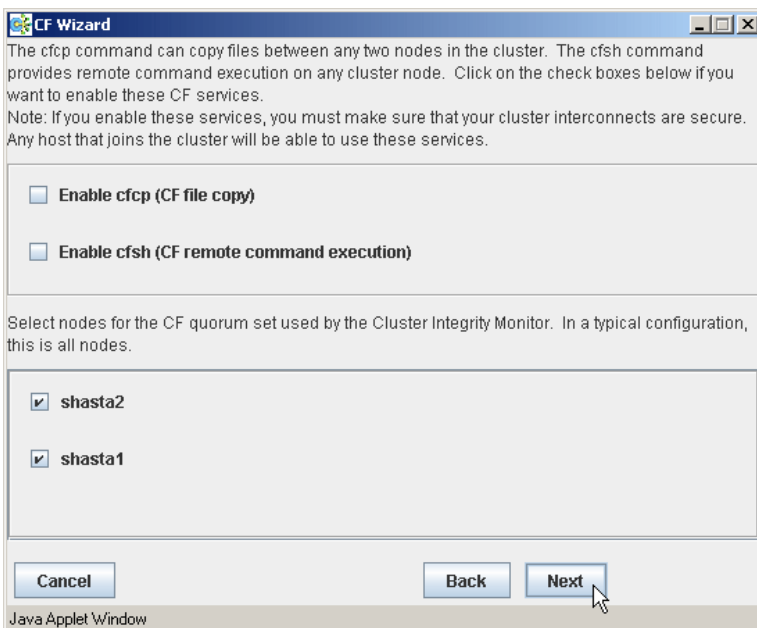 CF Wizard
The cfcp command can copy files between any two nodes in the cluster. The cfsh command
provides remote command execution on any cluster node. Click on the check boxes below if you
want to enable these CF services.
Note: If you enable these services, you must make sure that your cluster interconnects are secure.
Any host that joins the cluster will be able to use these services.
Enable cfcp (CF file copy)
Enable cfsh (CF remote command execution)
Select nodes for the CF quorum set used by the Cluster Integrity Monitor. In a typical configuration,
this is all nodes.
shasta2
shasta1
Cancel Back Next
Java Applet Window